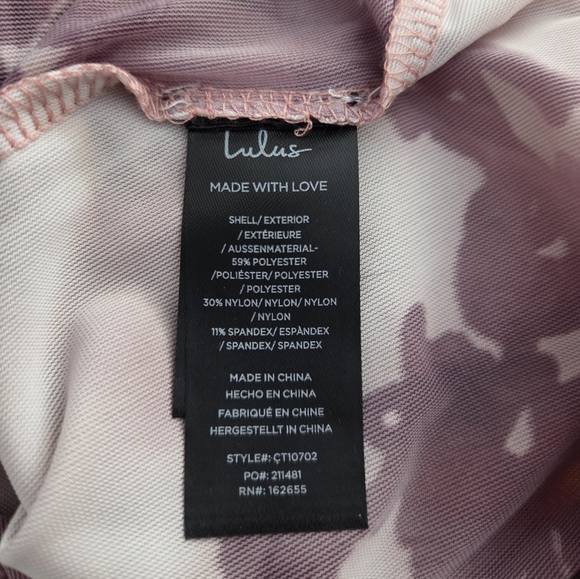 Lulus
MADE WITH LOVE
SHELL/ EXTERIOR
/ EXTÉRIEURE
/ AUSSENMATERIAL-
59% POLYESTER
/POLIÉSTER/ POLYESTER
/ POLYESTER
30% NYLON/ NYLON/ NYLON
/ NYLON
11% SPANDEX/ ESPÀNDEX
/ SPANDEX/ SPANDEX
MADE IN CHINA
HECHO EN CHINA
FABRIQUÉ EN CHINE
HERGESTELLT IN CHINA
STYLE#: CT10702
PO#: 211481
RN#: 162655